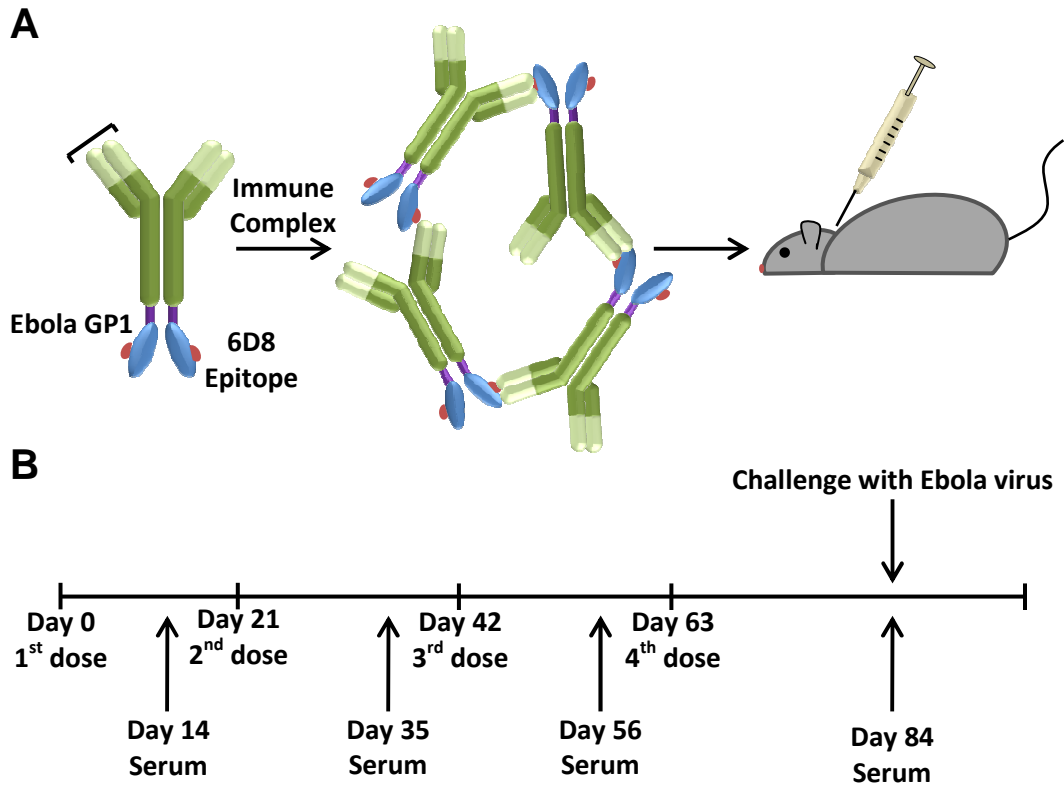 A
Immune
Complex
Ebola GP1
6D8
Epitope
B
Challenge with Ebola virus
Day 0
1st dose
Day 21
2nd dose
Day 42
3rd dose
Day 63
4th dose
Day 14
Serum
Day 35
Serum
Day 56
Serum
Day 84
Serum